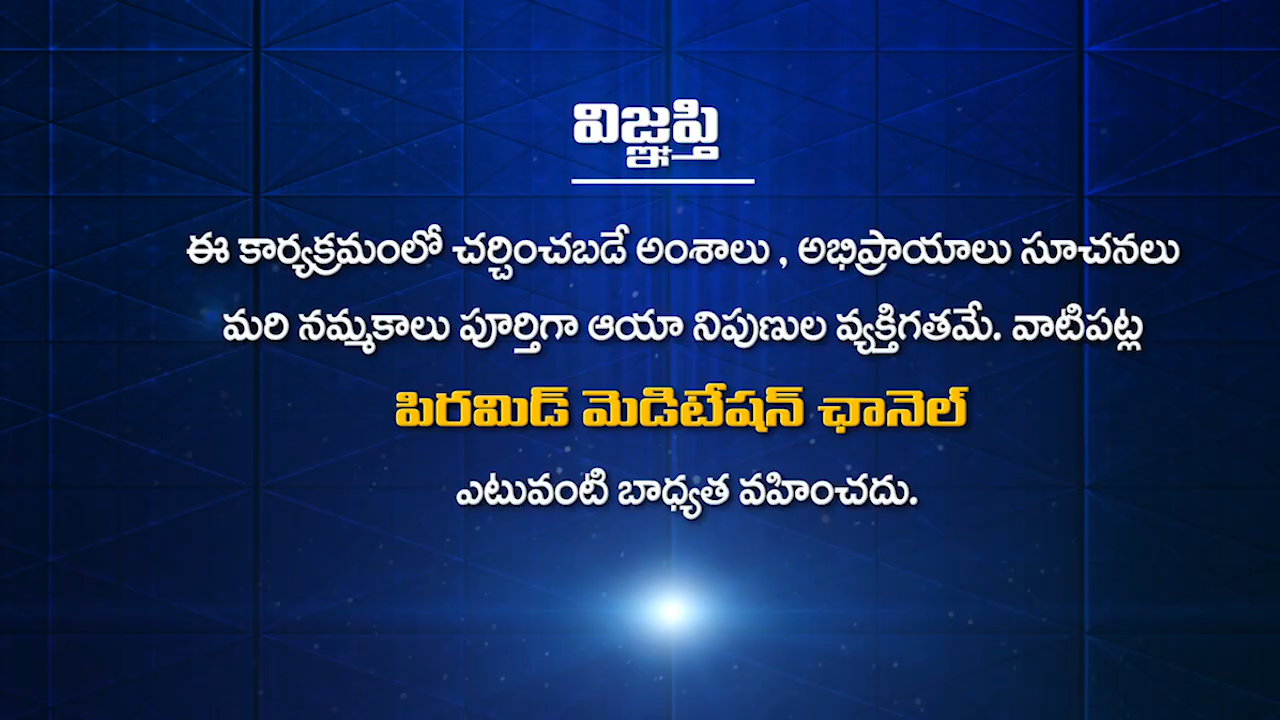 విజ్ఞప్తి
ఈ కార్యక్రమంలో చర్చించబడే అంశాలు , అభిప్రాయాలు సూచనలు
మరి నమ్మకాలు పూర్తిగా ఆయా నిపుణుల వ్యక్తిగతమే. వాటిపట్ల
పిరమిడ్ మెడిటేషన్ ఛానెల్
ఎటువంటి బాధ్యత వహించదు.